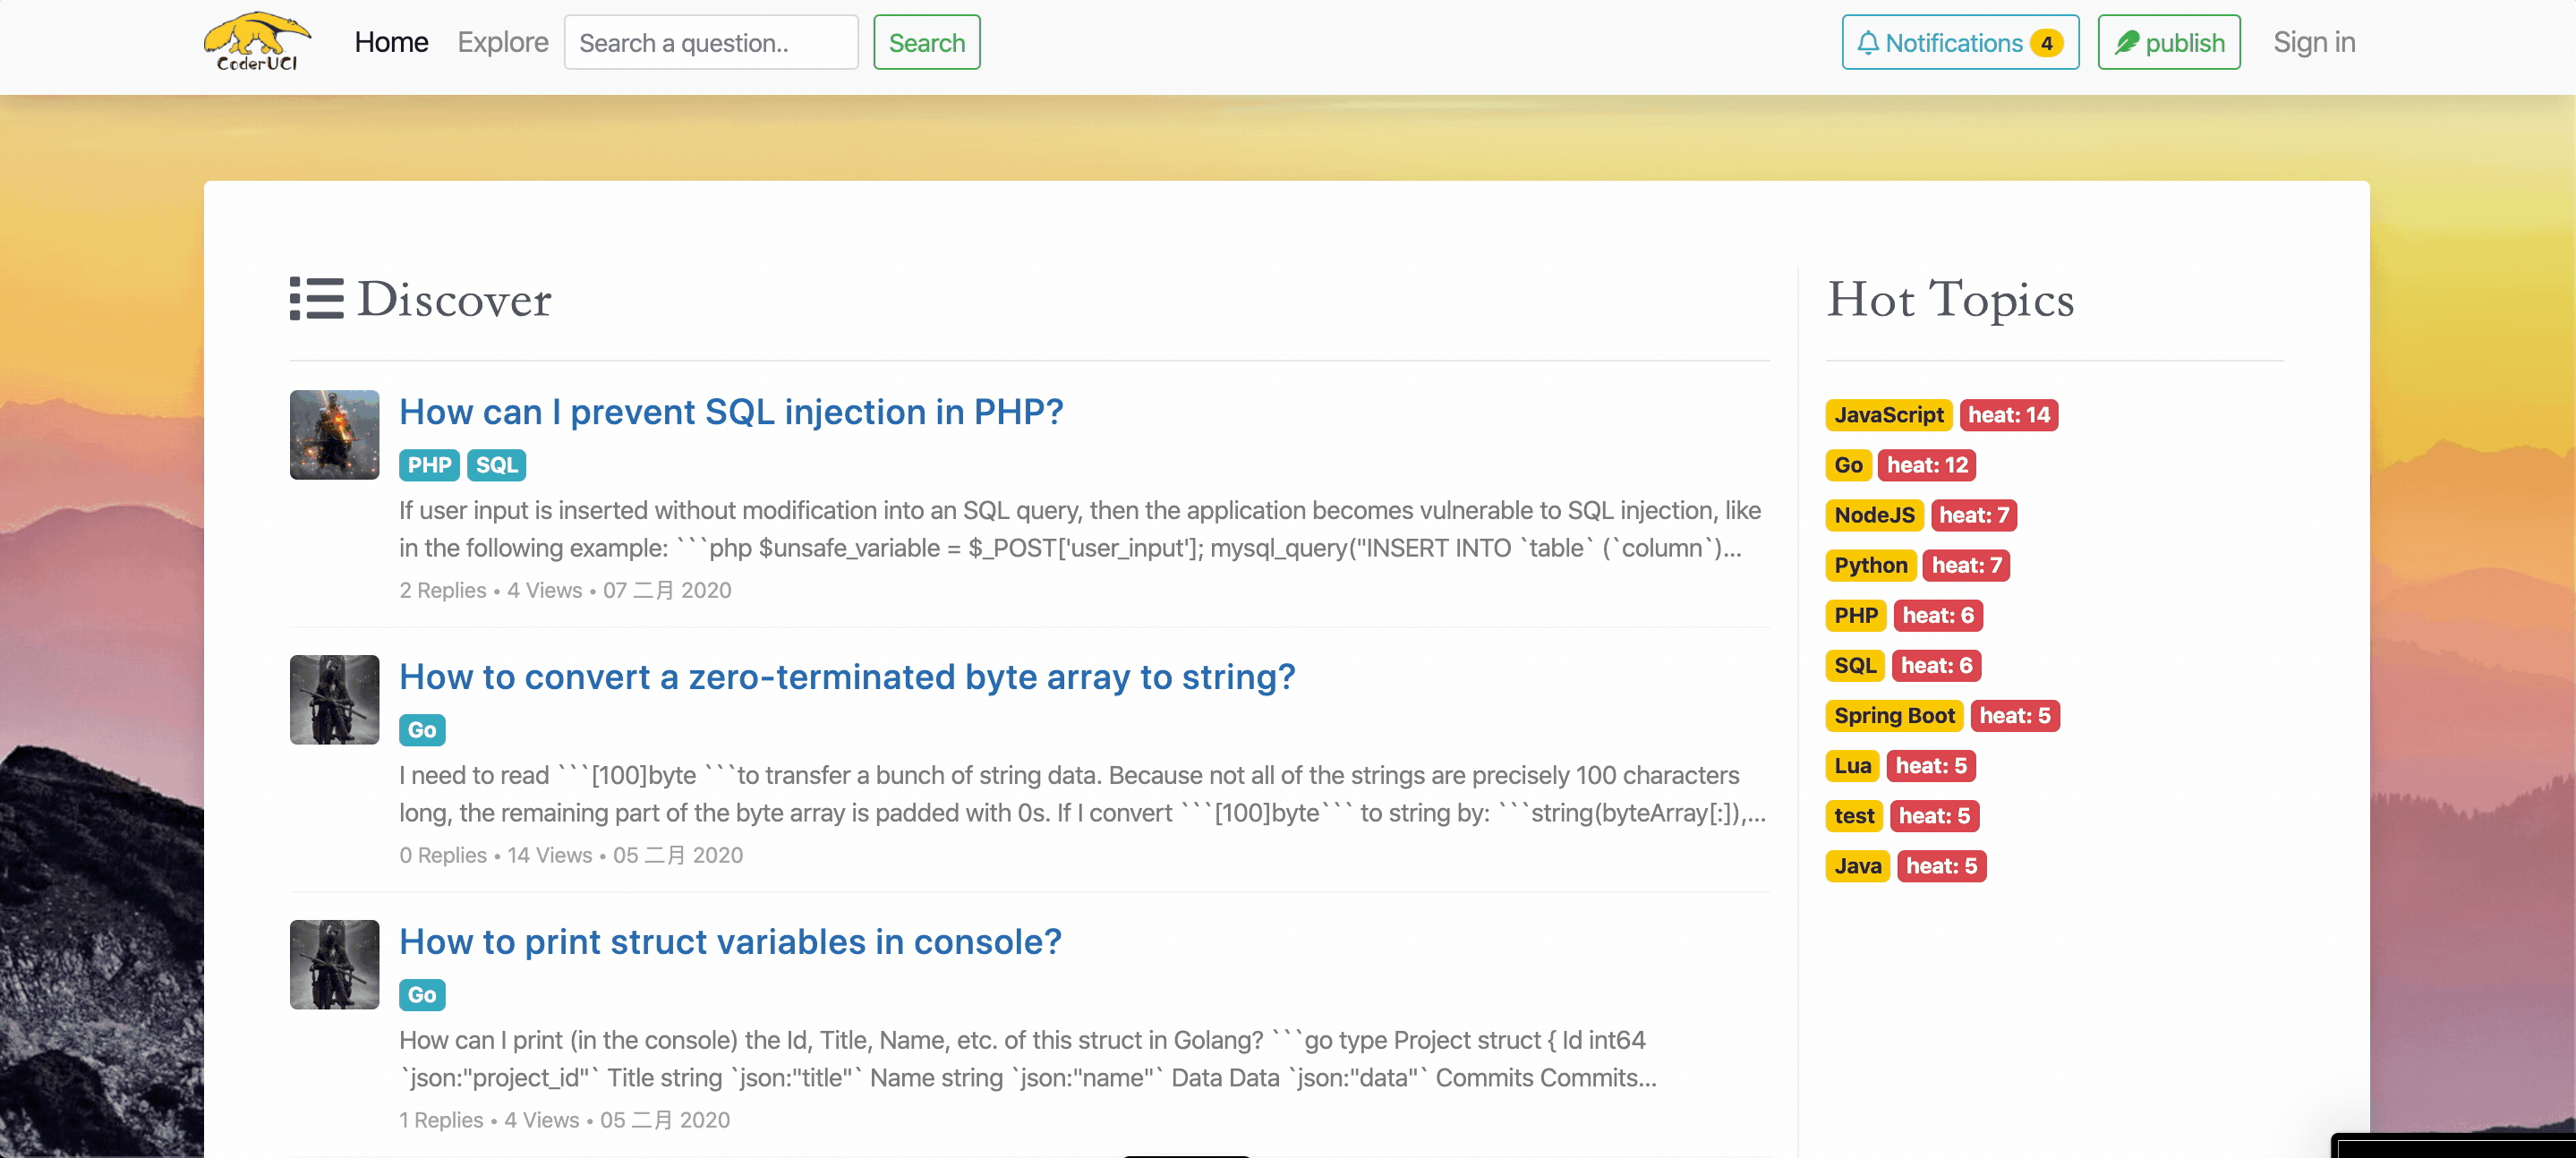 CoderUCI
Home Explore Search a question.. Search Notifications 4 publish Sign in
Discover
How can I prevent SQL injection in PHP?
PHP SQL
If user input is inserted without modification into an SQL query, then the application becomes vulnerable to SQL injection, like
in the following example: ```php $unsafe_variable = $_POST['user_input']; mysql_query("INSERT INTO `table` (`column`)...
2 Replies • 4 Views • 07 二月 2020
How to convert a zero-terminated byte array to string?
Go
I need to read ```[100]byte ```to transfer a bunch of string data. Because not all of the strings are precisely 100 characters
long, the remaining part of the byte array is padded with 0s. If I convert ```[100]byte``` to string by: ```string(byteArray[:]),...
0 Replies • 14 Views • 05 二月 2020
How to print struct variables in console?
Go
How can I print (in the console) the Id, Title, Name, etc. of this struct in Golang? ```go type Project struct { Id int64
`json:"project_id"` Title string `json:"title"` Name string `json:"name"` Data Data `json:"data"` Commits Commits...
1 Replies • 4 Views • 05 二月 2020
Hot Topics
JavaScript heat: 14
Go heat: 12
NodeJS heat: 7
Python heat: 7
PHP heat: 6
SQL heat: 6
Spring Boot heat: 5
Lua heat: 5
test heat: 5
Java heat: 5